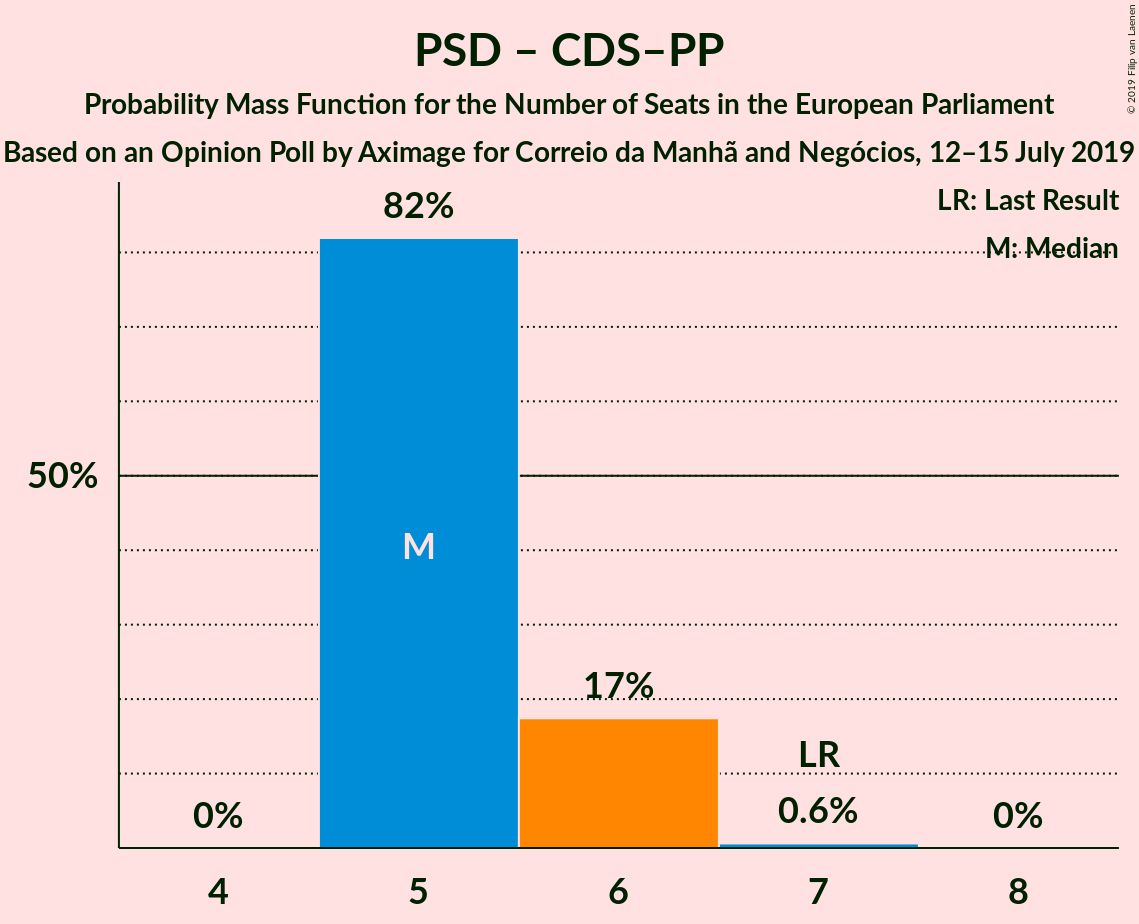 PSD – CDS–PP
Probability Mass Function for the Number of Seats in the European Parliament
Based on an Opinion Poll by Aximage for Correio da Manhã and Negócios, 12–15 July 2019
© 2019 Filip van Laenen
LR: Last Result
M: Median
82%
50%
M
17%
LR
0%
0.6%
0%
4 5 6 7 8